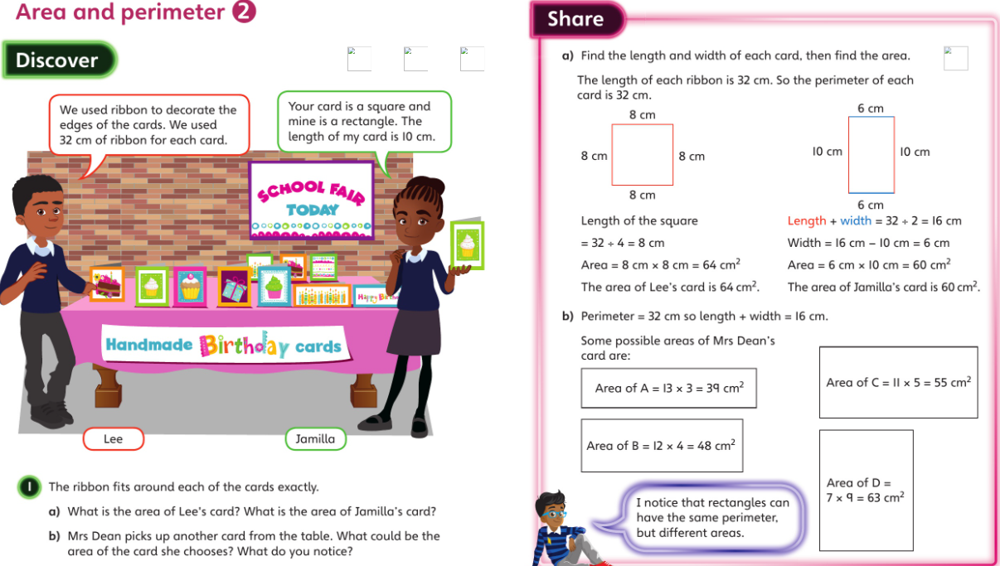 Area and perimeter 2
Discover
We used ribbon to decorate the
edges of the cards. We used
32 cm of ribbon for each card.
Your card is a square and
mine is a rectangle. The
length of my card is 10 cm.
SCHOOL FAIR
TODAY
Happy Birthd
Handmade Birthday cards
Lee
Jamilla
1 The ribbon fits around each of the cards exactly.
a) What is the area of Lee's card? What is the area of Jamilla's card?
b) Mrs Dean picks up another card from the table. What could be the
area of the card she chooses? What do you notice?
Share
a) Find the length and width of each card, then find the area.
The length of each ribbon is 32 cm. So the perimeter of each
card is 32 cm.
8 cm
8 cm
8 cm
8 cm
6 cm
10 cm
10 cm
6 cm
Length of the square
= 32 ÷ 4 = 8 cm
Area = 8 cm × 8 cm = 64 cm²
The area of Lee's card is 64 cm².
Length + width = 32 ÷ 2 = 16 cm
Width = 16 cm − 10 cm = 6 cm
Area = 6 cm × 10 cm = 60 cm²
The area of Jamilla's card is 60 cm².
b) Perimeter = 32 cm so length + width = 16 cm.
Some possible areas of Mrs Dean's
card are:
Area of A = 13 × 3 = 39 cm²
Area of B = 12 × 4 = 48 cm²
Area of C = 11 × 5 = 55 cm²
Area of D =
7 × 9 = 63 cm²
I notice that rectangles can
have the same perimeter,
but different areas.